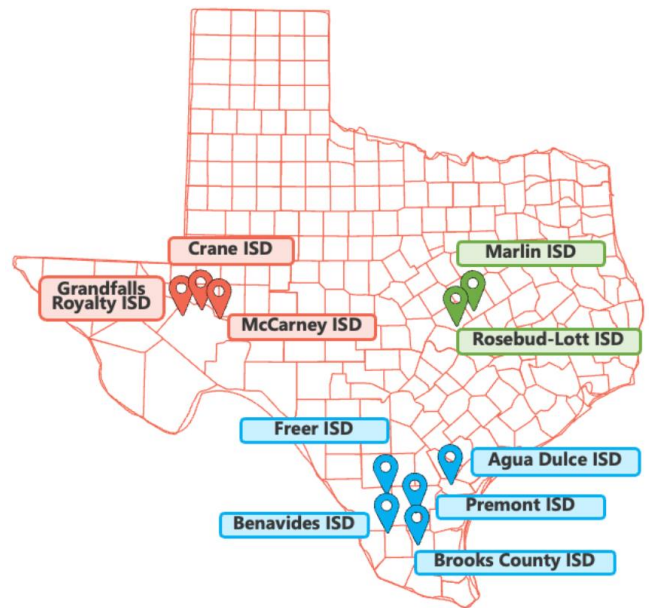 Crane ISD
Marlin ISD
Grandfalls
Royalty ISD
McCarney ISD
Rosebud-Lott ISD
Freer ISD
Agua Dulce ISD
Premont ISD
Benavides ISD
Brooks County ISD